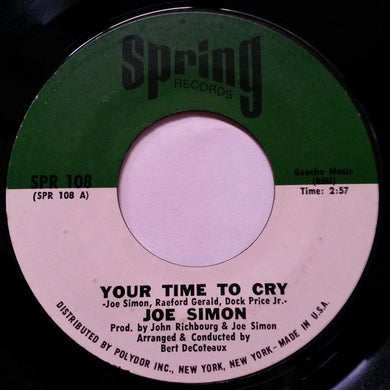 Spring
RECORDS
SPR 108
(SPR 108 A)
Gaucho Music
(BMI)
Time: 2:57
YOUR TIME TO CRY
-Joe Simon, Raeford Gerald, Dock Price Jr.-
JOE SIMON
Prod. by John Richbourg & Joe Simon
Arranged & Conducted by
Bert DeCoteaux
DISTRIBUTED BY POLYDOR INC., NEW YORK, NEW YORK - MADE IN U.S.A.